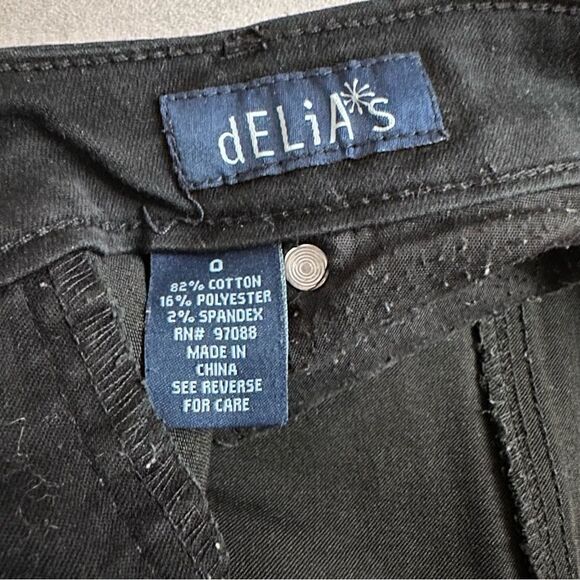 dELiA*s
0
82% COTTON
16% POLYESTER
2% SPANDEX
RN# 97088
MADE IN
CHINA
SEE REVERSE
FOR CARE